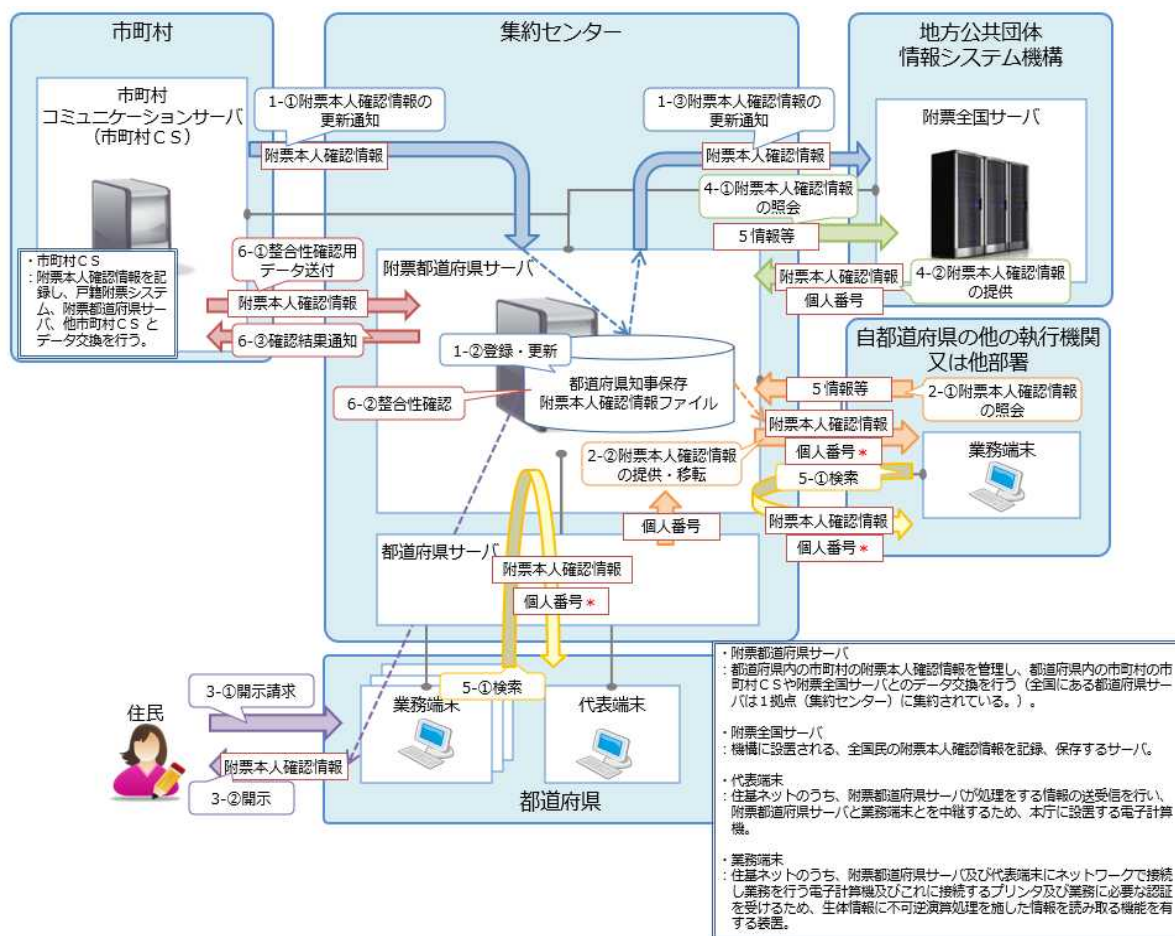 市町村
集約センター
地方公共団体
情報システム機構
市町村
コミュニケーションサーバ
(市町村CS)
1-①附票本人確認情報の
更新通知
附票本人確認情報
1-③附票本人確認情報の
更新通知
附票本人確認情報
附票全国サーバ
4-①附票本人確認情報
の照会
5情報等
附票本人確認情報
個人番号
4-②附票本人確認情報
の提供
・市町村CS
:附票本人確認情報を記
録し、戸籍附票システ
ム、附票都道府県サー
バ、他市町村CS と
データ交換を行う。
6-①整合性確認用
データ送付
附票本人確認情報
6-③確認結果通知
附票都道府県サーバ
1-②登録・更新
都道府県知事保存
附票本人確認情報ファイル
6-②整合性確認
自都道府県の他の執行機関
又は他部署
5情報等
2-①附票本人確認情報
の照会
附票本人確認情報
個人番号*
2-②附票本人確認情報
の提供・移転
業務端末
5-①検索
附票本人確認情報
個人番号*
個人番号
都道府県サーバ
附票本人確認情報
個人番号*
5-①検索
住民
3-①開示請求
附票本人確認情報
3-②開示
業務端末
代表端末
都道府県
・附票都道府県サーバ
:都道府県内の市町村の附票本人確認情報を管理し、都道府県内の市町村の市
町村CSや附票全国サーバとのデータ交換を行う(全国にある都道府県サー
バは1拠点(集約センター)に集約されている。)。
・附票全国サーバ
:機構に設置される、全国民の附票本人確認情報を記録、保存するサーバ。
・代表端末
:住基ネットのうち、附票都道府県サーバが処理をする情報の送受信を行い、
附票都道府県サーバと業務端末とを中継するため、本庁に設置する電子計算
機。
・業務端末
:住基ネットのうち、附票都道府県サーバ及び代表端末にネットワークで接続
し業務を行う電子計算機及びこれに接続するプリンタ及び業務に必要な認証
を受けるため、生体情報に不可逆演算処理を施した情報を読み取る機能を有
する装置。